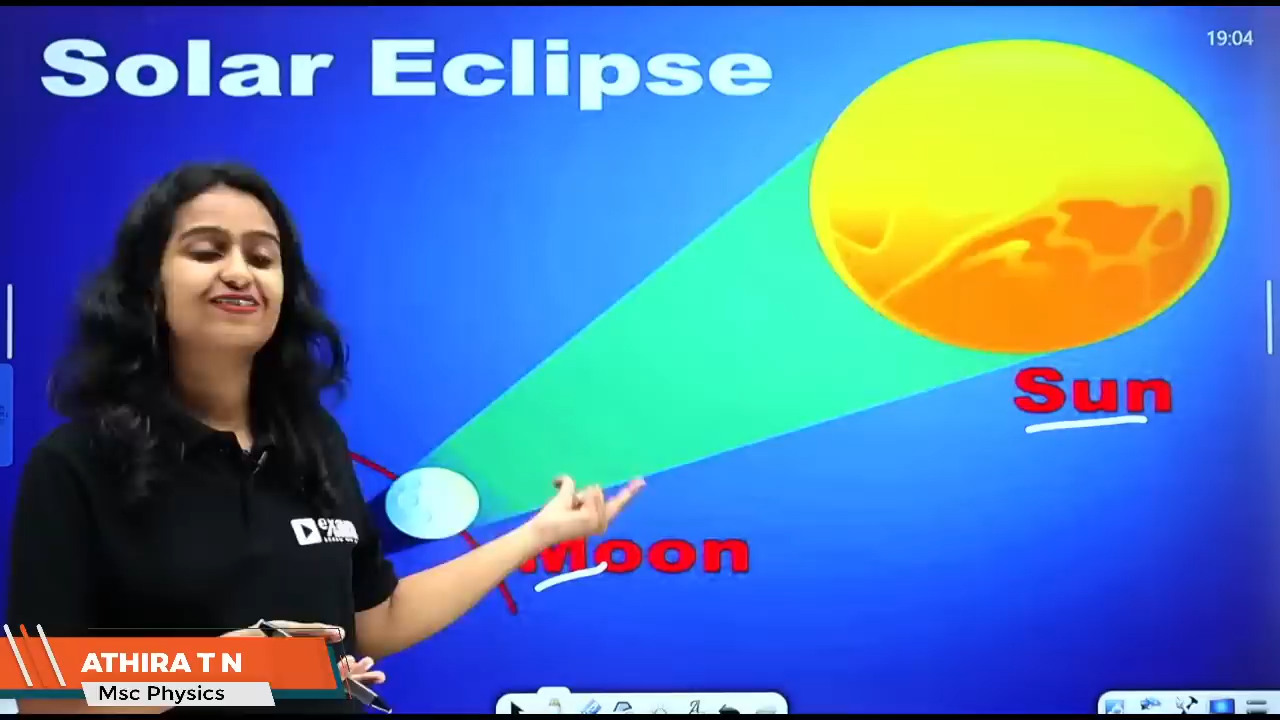 Solar Eclipse
19:04
Sun
Moon
ATHIRA T N
Msc Physics